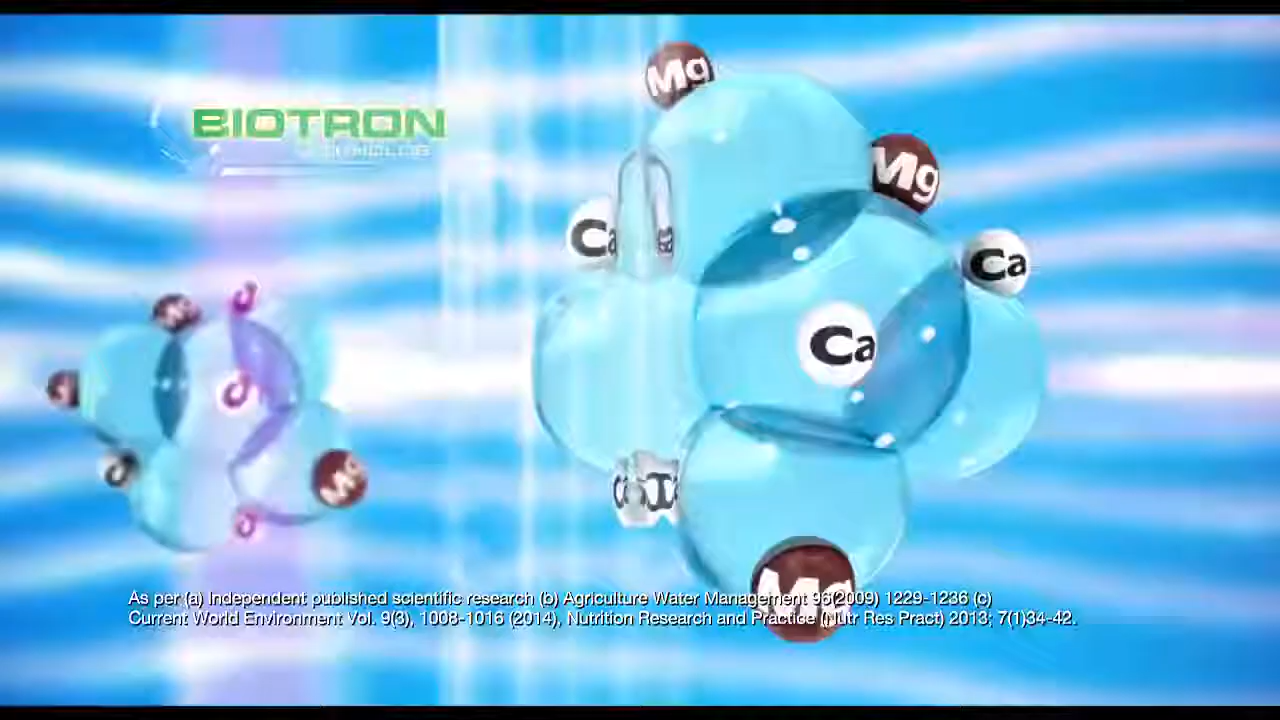 Mg
BIOTRON
Mg
Ca
Ca
Ca
Mg
Mg
As per (a) Independent published scientific research (b) Agriculture Water Management 96(2009) 1229-1236 (c)
Current World Environment Vol. 9(3), 1008-1016 (2014), Nutrition Research and Practice (Nutr Res Pract) 2013; 7(1)34-42.